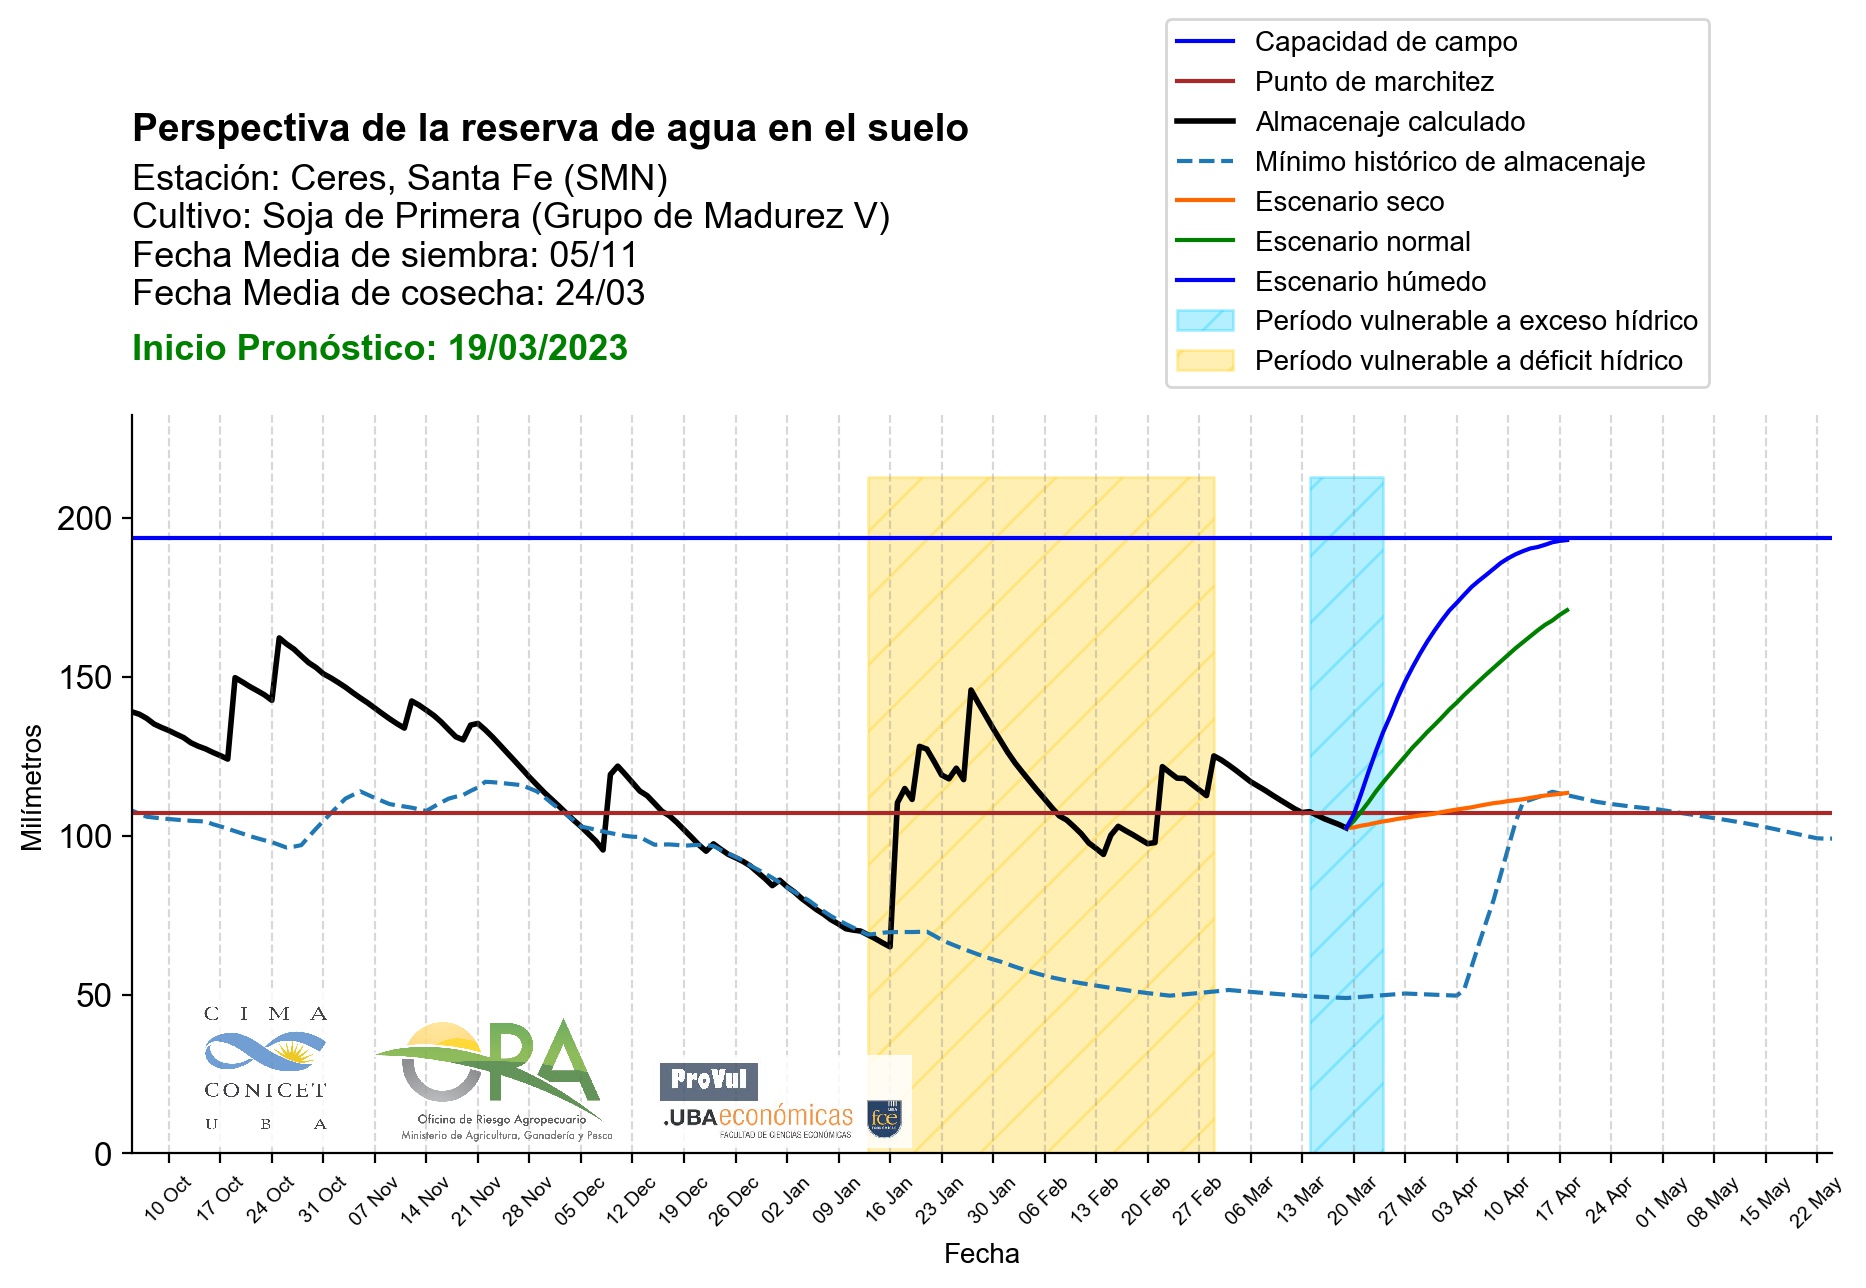 Capacidad de campo
Punto de marchitez
Almacenaje calculado
Mínimo histórico de almacenaje
Escenario seco
Escenario normal
Escenario húmedo
Período vulnerable a exceso hídrico
Período vulnerable a déficit hídrico
Perspectiva de la reserva de agua en el suelo
Estación: Ceres, Santa Fe (SMN)
Cultivo: Soja de Primera (Grupo de Madurez V)
Fecha Media de siembra: 05/11
Fecha Media de cosecha: 24/03
Inicio Pronóstico: 19/03/2023
200
150
100
50
0
Milímetros
CIMA
CONICET
UBA
ORA
Oficina de Riesgo Agropecuario
Ministerio de Agricultura, Ganadería y Pesca
ProVul
.UBAeconómicas
FACULTAD DE CIENCIAS ECONÓMICAS
UBA
fce
ECONÓMICAS
10 Oct
17 Oct
24 Oct
31 Oct
07 Nov
14 Nov
21 Nov
28 Nov
05 Dec
12 Dec
19 Dec
26 Dec
02 Jan
09 Jan
16 Jan
23 Jan
30 Jan
06 Feb
13 Feb
20 Feb
27 Feb
06 Mar
13 Mar
20 Mar
27 Mar
03 Apr
10 Apr
17 Apr
24 Apr
01 May
08 May
15 May
22 May
Fecha